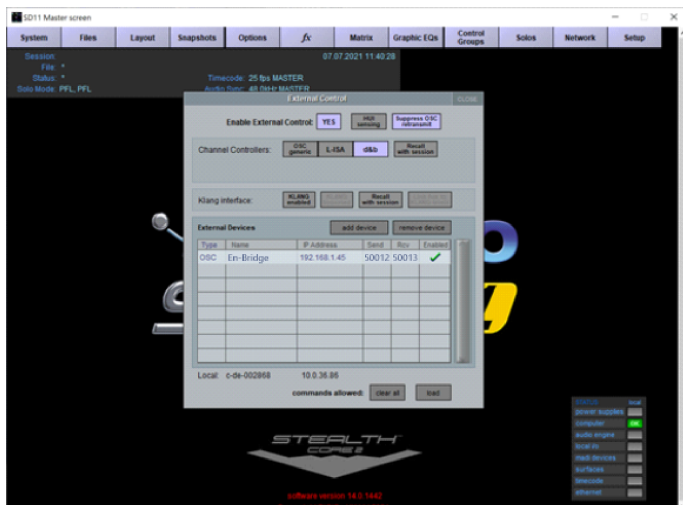 SD11 Master screen
System Files Layout Snapshots Options fx Matrix Graphic EQs Control Groups Solos Network Setup
Session:
File: *
Status: *
Solo Mode: PFL, PFL
07.07.2021 11:40:28
Timecode: 25 fps MASTER
Audio Sync: 48.0kHz MASTER
External Control CLOSE
Enable External Control: YES HUI sensing Suppress OSC retransmit
Channel Controllers: OSC generic L-ISA d&b Recall with session
Klang interface: KLANG enabled Recall with session
External Devices add device remove device
Type Name IP Address Send Rcv Enabled
OSC En-Bridge 192.168.1.45 50012 50013 ✓
Local: c-de-002868 10.0.36.86
commands allowed: clear all load
STEALTH
CORE 2
software version 14.0.1442
STATUS local
power supplies
computer OK
audio engine
local i/o
madi devices
surfaces
timecode
ethernet